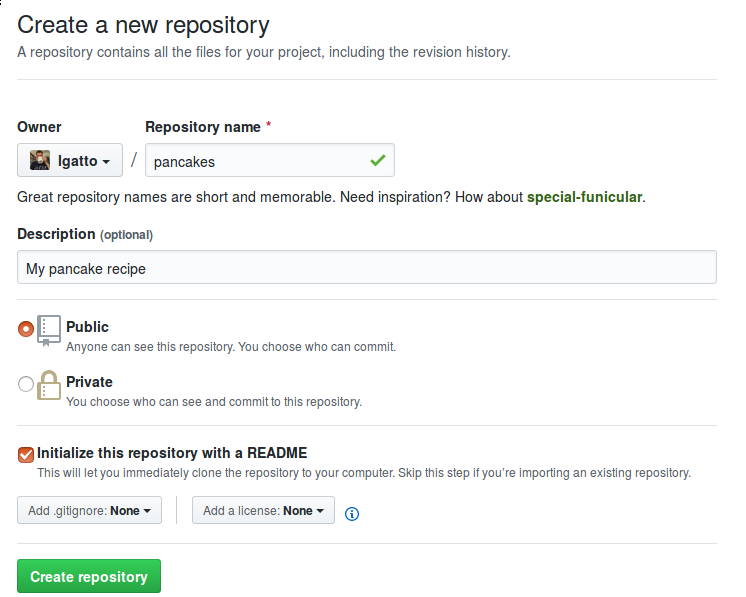 Create a new repository
A repository contains all the files for your project, including the revision history.
Owner
Repository name *
lgatto
/
pancakes
Great repository names are short and memorable. Need inspiration? How about special-funicular.
Description (optional)
My pancake recipe
Public
Anyone can see this repository. You choose who can commit.
Private
You choose who can see and commit to this repository.
Initialize this repository with a README
This will let you immediately clone the repository to your computer. Skip this step if you're importing an existing repository.
Add .gitignore: None
Add a license: None
Create repository